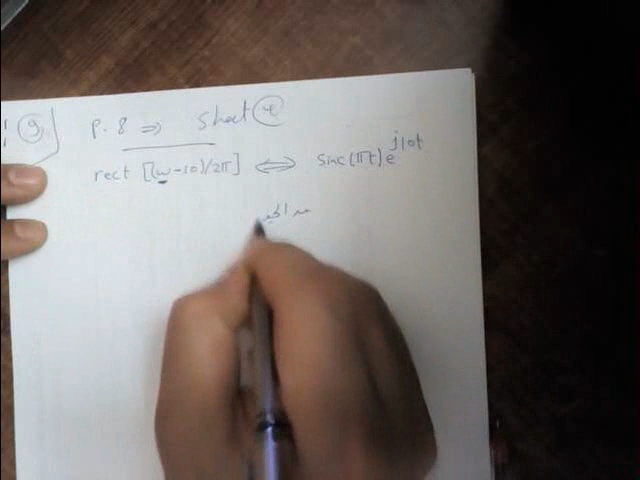 9
P. 8 ⇒ Sheet 4
rect [(ω-10)/2π] ⇔ sinc(πt)e^j10t